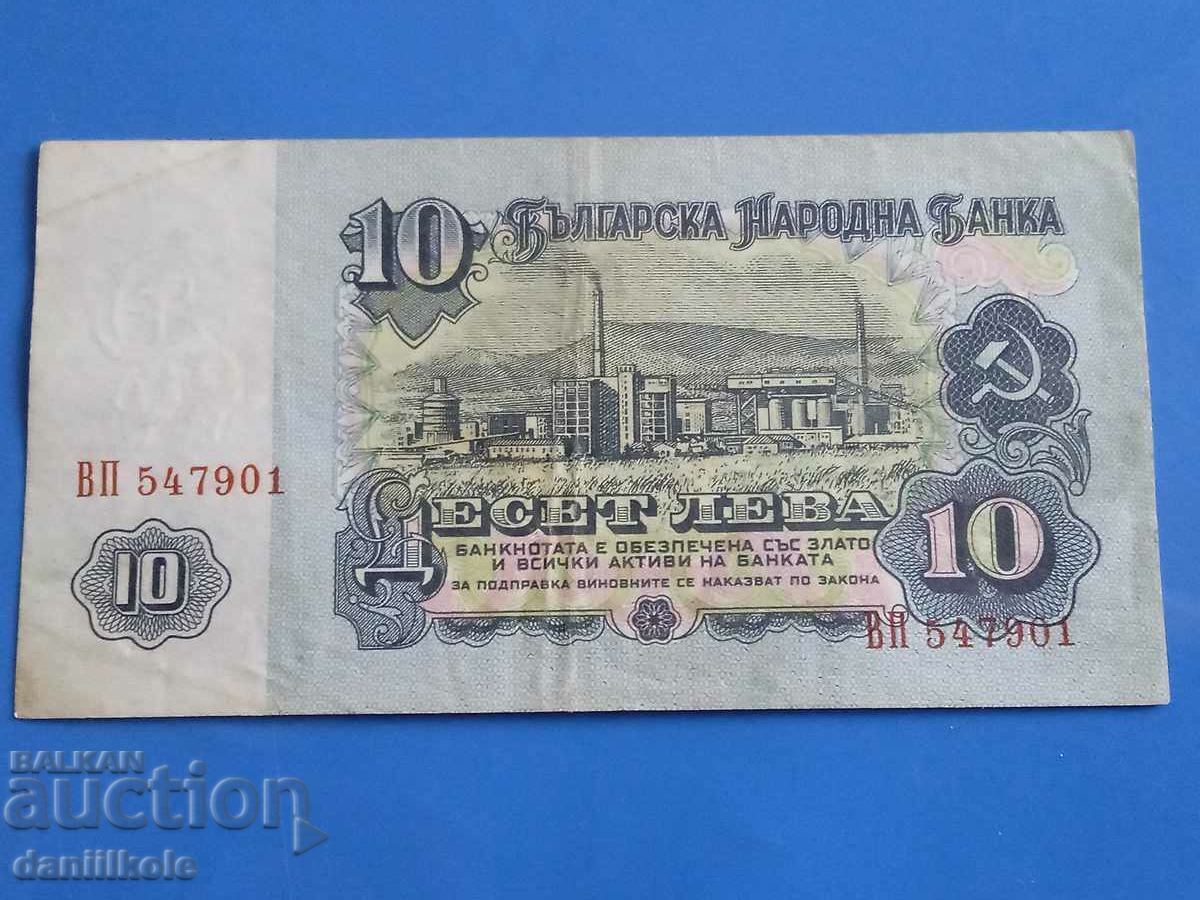 10 БЪЛГАРСКА НАРОДНА БАНКА
ВП 547901
ДЕСЕТ ЛЕВА
10
БАНКНОТАТА Е ОБЕЗПЕЧЕНА СЪС ЗЛАТО
И ВСИЧКИ АКТИВИ НА БАНКАТА
ЗА ПОДПРАВКА ВИНОВНИТЕ СЕ НАКАЗВАТ ПО ЗАКОНА
10
ВП 547901
BALKAN
auction
daniilkole